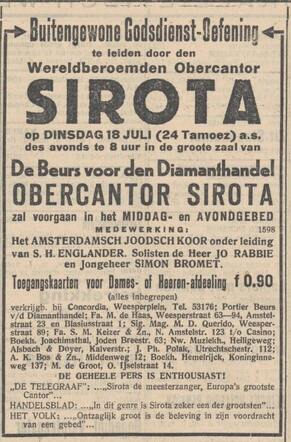 Buitengewone Godsdienst-Oefening
te leiden door den
Wereldberoemden Obercantor
SIROTA
op DINSDAG 18 JULI (24 Tamoez) a.s.
des avonds te 8 uur in de groote zaal van
De Beurs voor den Diamanthandel
OBERCANTOR SIROTA
zal voorgaan in het MIDDAG- en AVONDGEBED
MEDEWERKING: 1598
Het AMSTERDAMSCH JOODSCH KOOR onder leiding
van S. H. ENGLANDER. Solisten de Heer JO RABBIE
en Jongeheer SIMON BROMET.
Toegangskaarten voor Dames- of Heeren-afdeeling f 0.90
(alles inbegrepen)
verkrijgb. bij Concordia, Weesperplein, Tel. 53176; Portier Beurs
v/d Diamanthandel; Fa. M. de Haas, Weesperstraat 63—94, Amstel-
straat 23 en Blasiusstraat 1; Sig. Mag. M. D. Querido, Weesper-
straat 89; Fa. S. M. Keizer & Zn., N. Amstelstr. 123 t/o Casino;
Boekh. Joachimsthal, Joden Breestr. 63; Nw. Muziekh., Heiligeweg;
Alsbach & Doyer, Kalverstr.; J. Ph. Polak, Utrechtschestr. 112;
A. K. Bos & Zn., Middenweg 12; Boekh. Hemelrijk, Koninginne-
weg 137; M. de Groot, O. IJselstraat 14.
DE GEHEELE PERS IS ENTHUSIAST!
„DE TELEGRAAF": ...„Sirota de meesterzanger, Europa's grootste
Cantor"...
HANDELSBLAD: ..."In dit genre is Sirota zeker een der grootsten"...
HET VOLK: ...„Ontzaglijk groot is de beleving in zijn voordracht
van een gebed"...